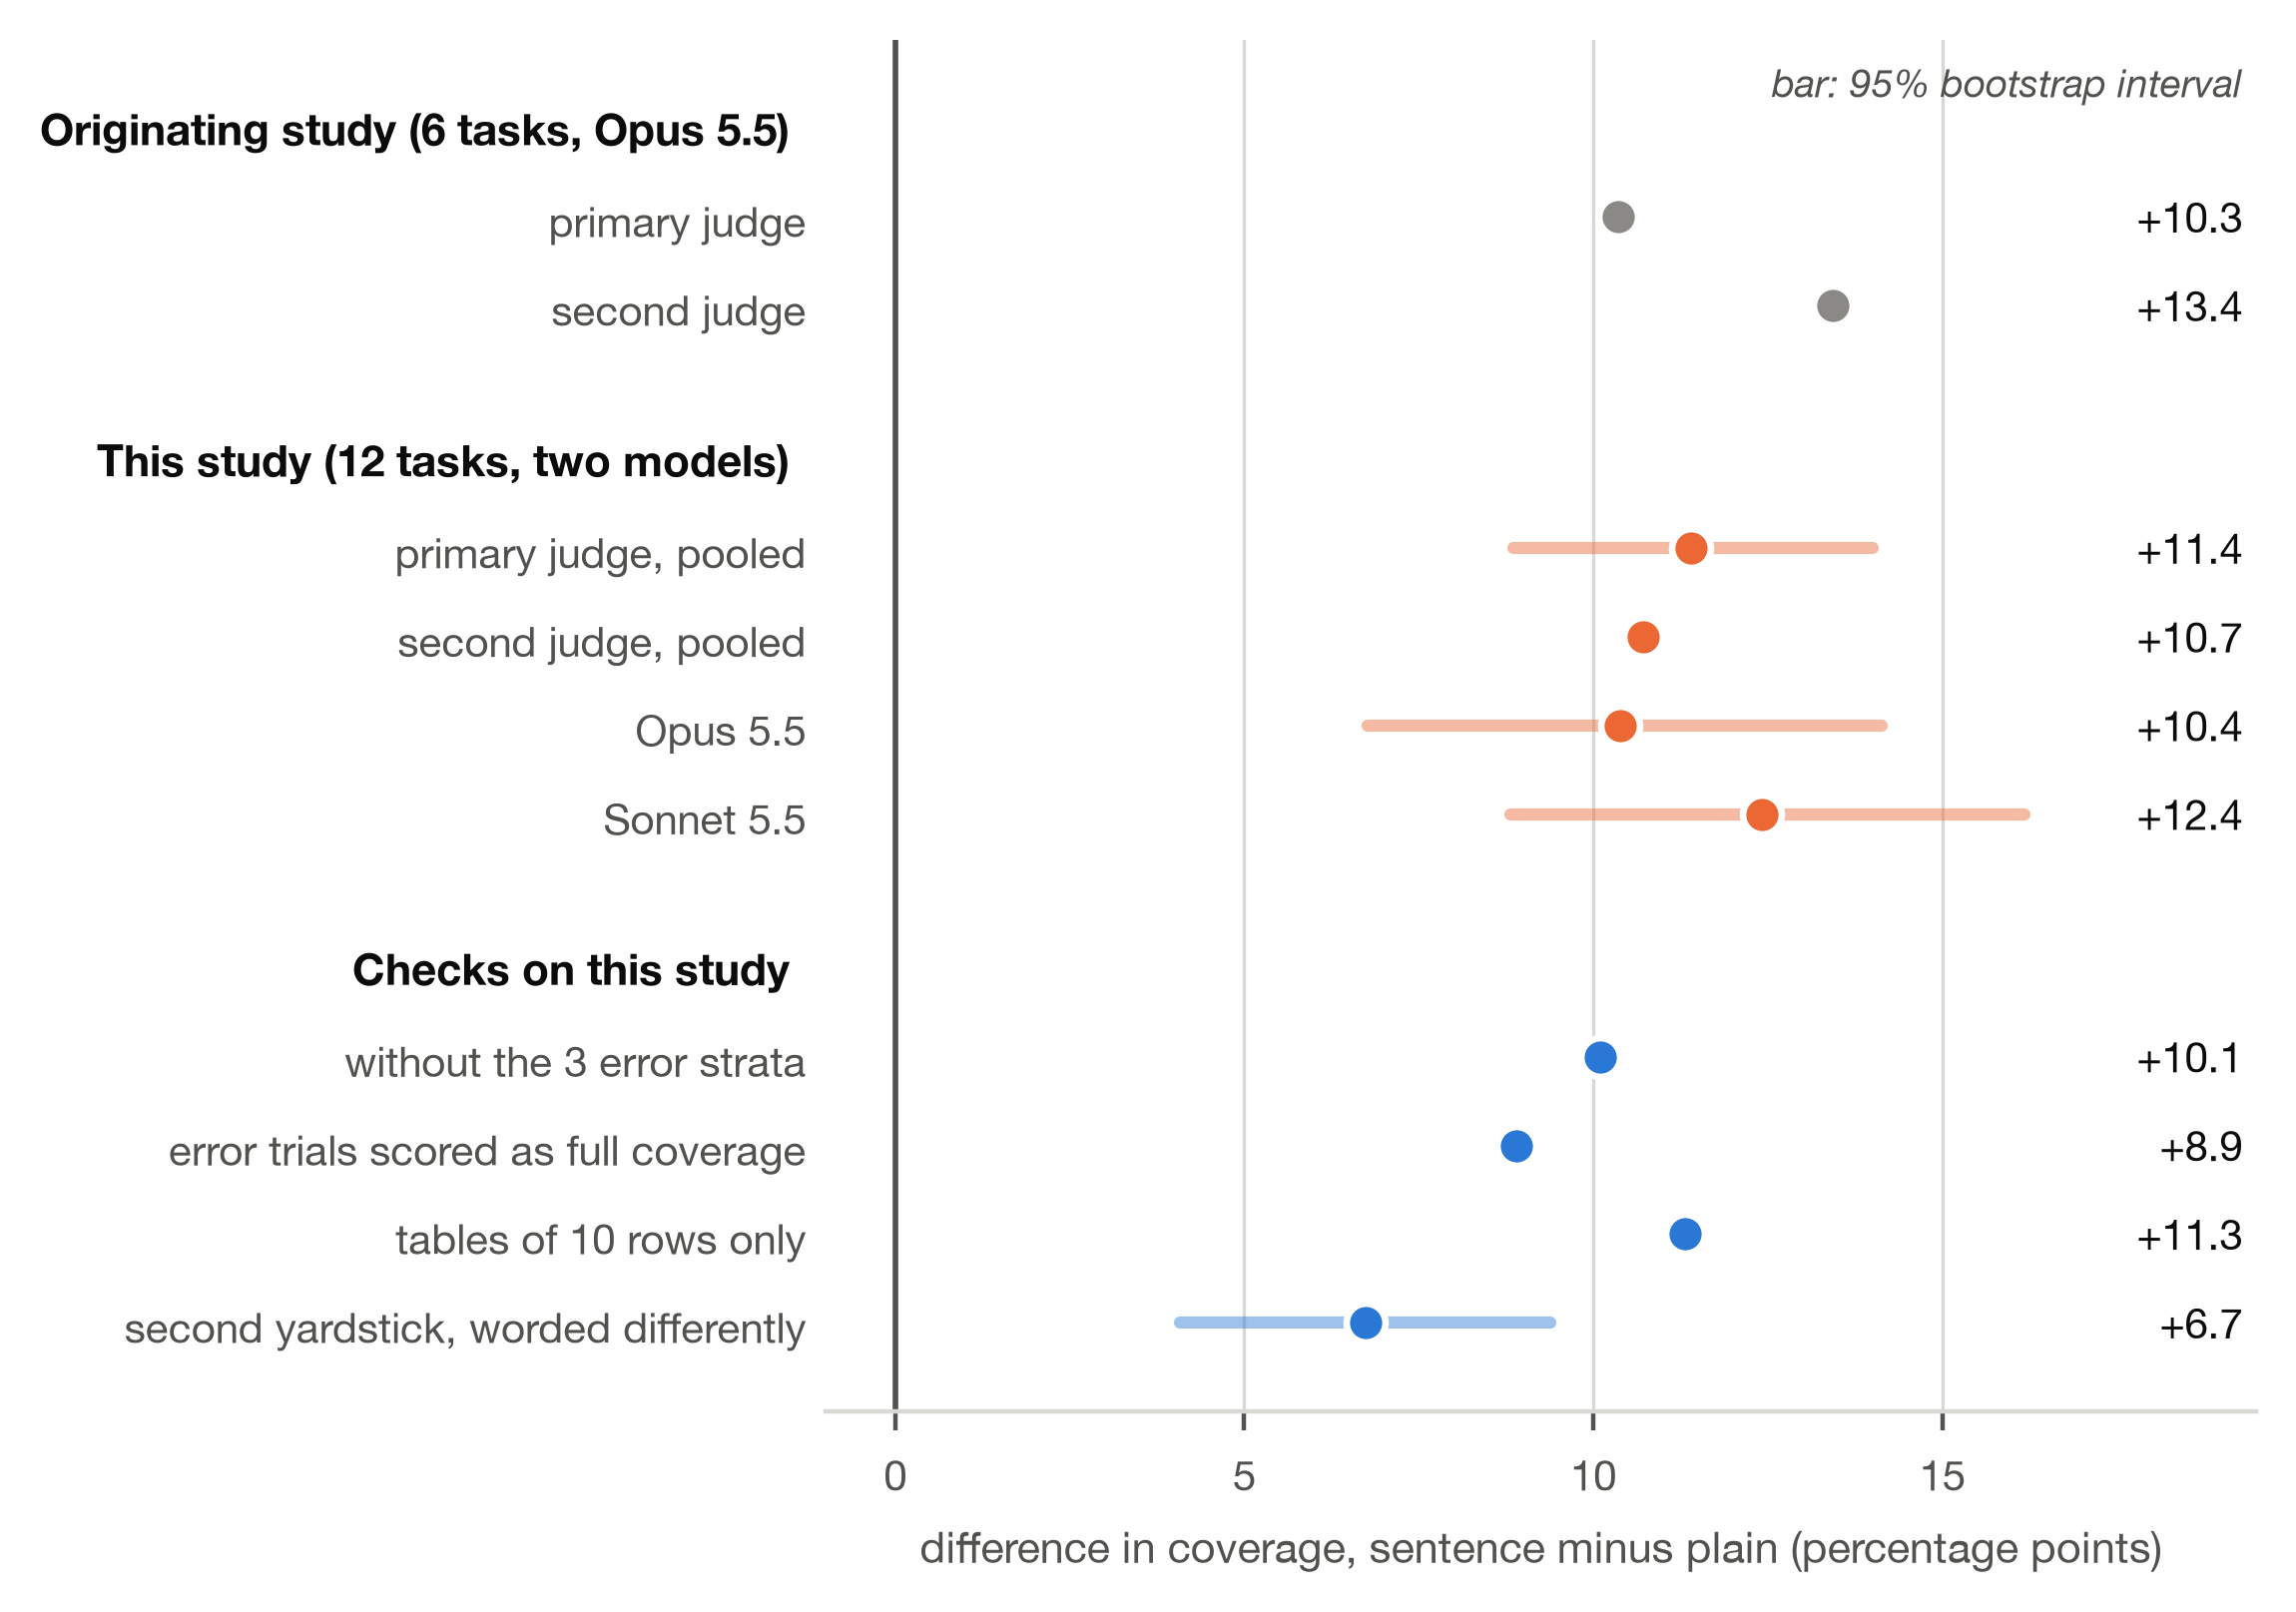 bar: 95% bootstrap interval
Originating study (6 tasks, Opus 5.5)
primary judge +10.3
second judge +13.4
This study (12 tasks, two models)
primary judge, pooled +11.4
second judge, pooled +10.7
Opus 5.5 +10.4
Sonnet 5.5 +12.4
Checks on this study
without the 3 error strata +10.1
error trials scored as full coverage +8.9
tables of 10 rows only +11.3
second yardstick, worded differently +6.7
0 5 10 15
difference in coverage, sentence minus plain (percentage points)